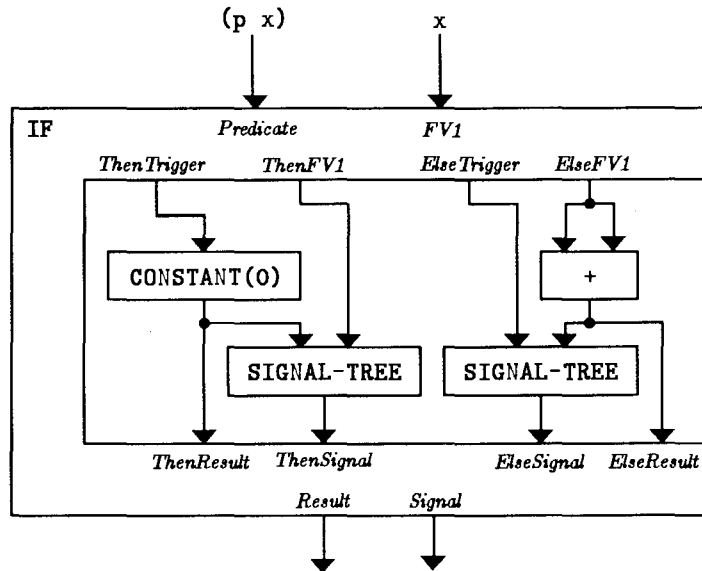 (p x) x
IF Predicate FV1
ThenTrigger ThenFV1 ElseTrigger ElseFV1
CONSTANT(0) +
SIGNAL-TREE SIGNAL-TREE
ThenResult ThenSignal ElseSignal ElseResult
Result Signal